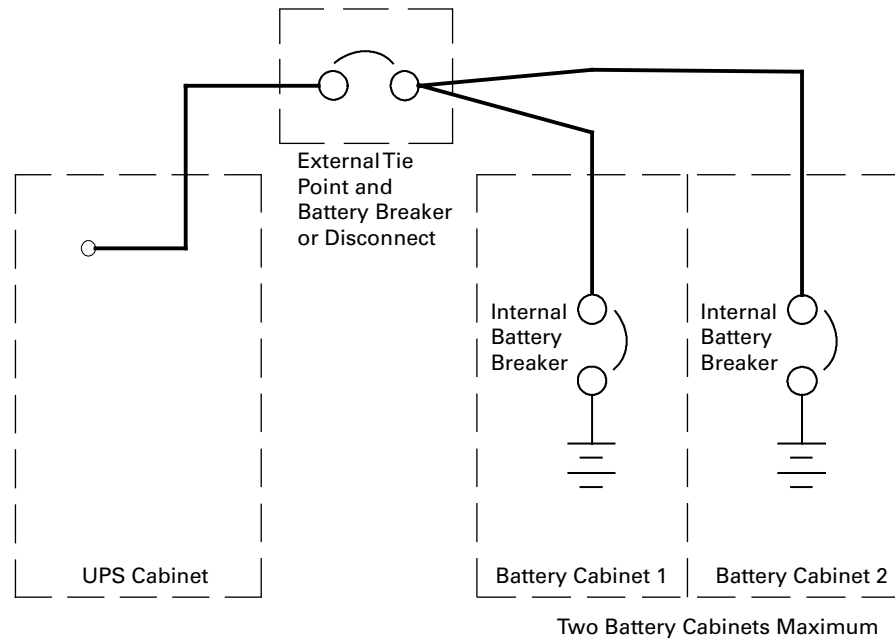 External Tie
Point and
Battery Breaker
or Disconnect
Internal
Battery
Breaker
Internal
Battery
Breaker
UPS Cabinet
Battery Cabinet 1
Battery Cabinet 2
Two Battery Cabinets Maximum